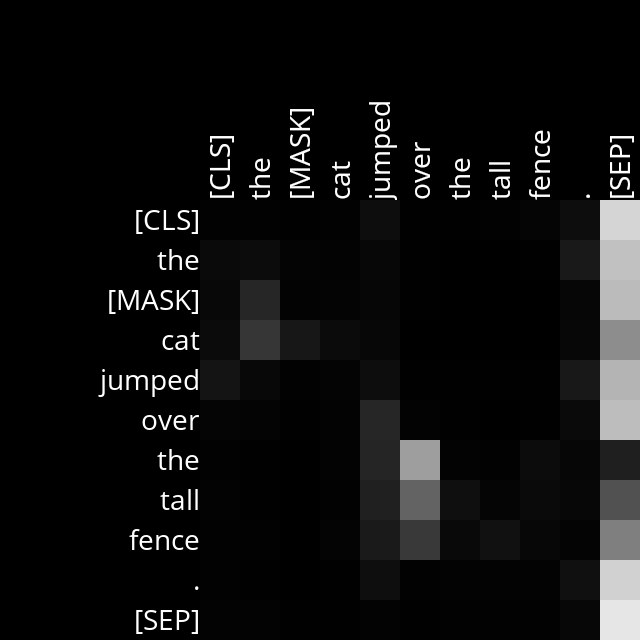 [CLS] the [MASK] cat jumped over the tall fence . [SEP]
[CLS]
the
[MASK]
cat
jumped
over
the
tall
fence
.
[SEP]